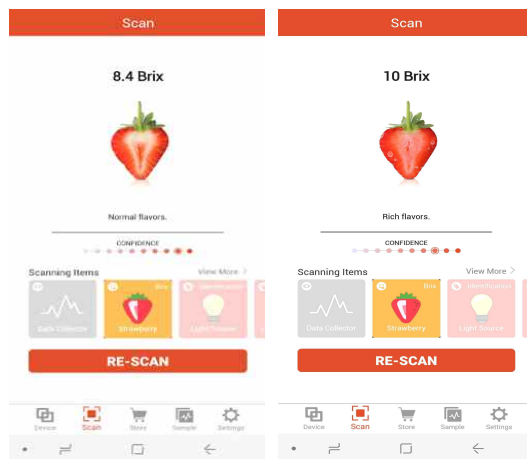 Scan
8.4 Brix
Normal flavors.
CONFIDENCE
Scanning Items
View More
Brix
Data Collector
Strawberry
Light Source
RE-SCAN
Device
Scan
Store
Sample
Settings
Scan
10 Brix
Rich flavors.
CONFIDENCE
Scanning Items
View More
Brix
Identification
Data Collector
Strawberry
Light Source
RE-SCAN
Device
Scan
Store
Sample
Settings